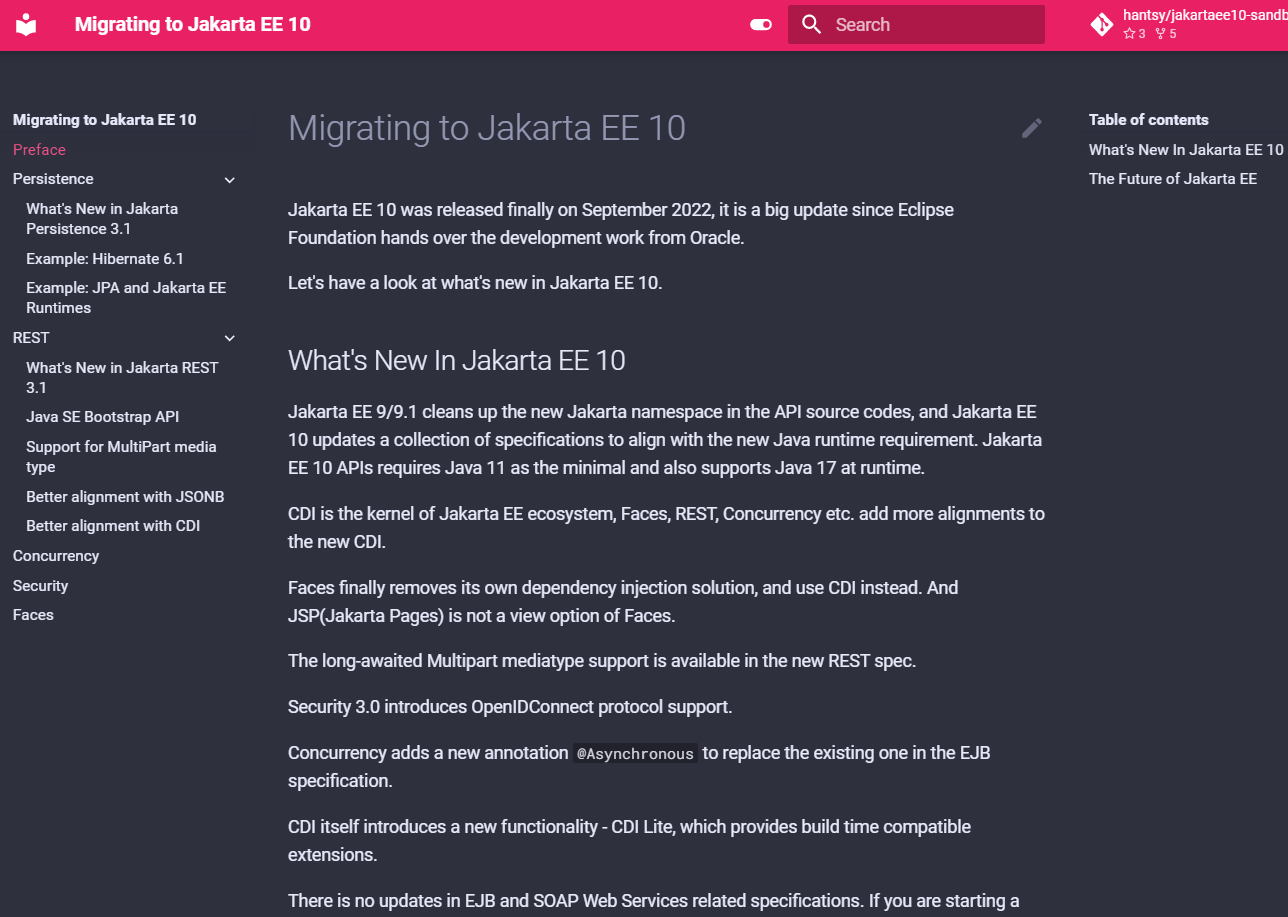 Migrating to Jakarta EE 10
Search
hantsy/jakartaee10-sandb
3 5
Migrating to Jakarta EE 10
Preface
Persistence
What's New in Jakarta
Persistence 3.1
Example: Hibernate 6.1
Example: JPA and Jakarta EE
Runtimes
REST
What's New in Jakarta REST
3.1
Java SE Bootstrap API
Support for MultiPart media
type
Better alignment with JSONB
Better alignment with CDI
Concurrency
Security
Faces
Migrating to Jakarta EE 10
Jakarta EE 10 was released finally on September 2022, it is a big update since Eclipse
Foundation hands over the development work from Oracle.
Let's have a look at what's new in Jakarta EE 10.
What's New In Jakarta EE 10
Jakarta EE 9/9.1 cleans up the new Jakarta namespace in the API source codes, and Jakarta EE
10 updates a collection of specifications to align with the new Java runtime requirement. Jakarta
EE 10 APIs requires Java 11 as the minimal and also supports Java 17 at runtime.
CDI is the kernel of Jakarta EE ecosystem, Faces, REST, Concurrency etc. add more alignments to
the new CDI.
Faces finally removes its own dependency injection solution, and use CDI instead. And
JSP(Jakarta Pages) is not a view option of Faces.
The long-awaited Multipart mediatype support is available in the new REST spec.
Security 3.0 introduces OpenIDConnect protocol support.
Concurrency adds a new annotation @Asynchronous to replace the existing one in the EJB
specification.
CDI itself introduces a new functionality - CDI Lite, which provides build time compatible
extensions.
There is no updates in EJB and SOAP Web Services related specifications. If you are starting a
Table of contents
What's New In Jakarta EE 10
The Future of Jakarta EE